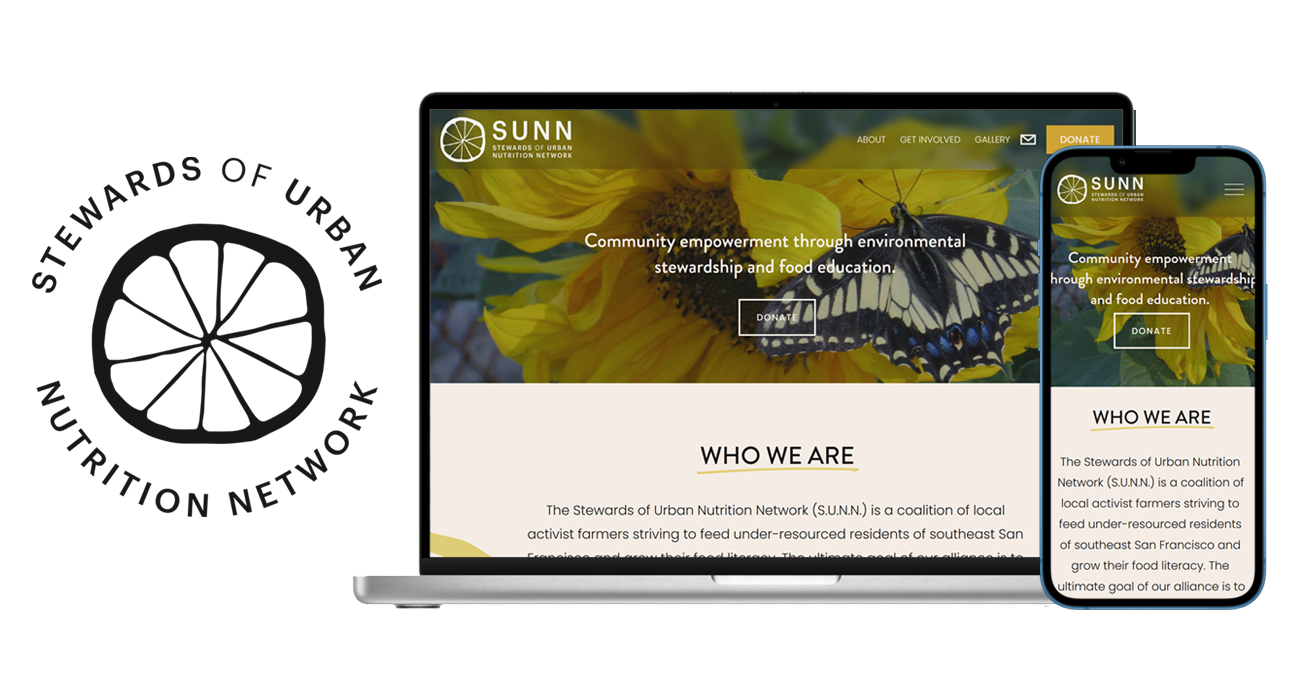 STEWARDS OF URBAN
NUTRITION NETWORK
SUNN
STEWARDS OF URBAN
NUTRITION NETWORK
ABOUT
GET INVOLVED
GALLERY
DONATE
Community empowerment through environmental
stewardship and food education.
DONATE
WHO WE ARE
The Stewards of Urban Nutrition Network (S.U.N.N.) is a coalition of local
activist farmers striving to feed under-resourced residents of southeast San
Francisco and grow their food literacy. The ultimate goal of our alliance is to
SUNN
STEWARDS OF URBAN
NUTRITION NETWORK
Community empowerment
hrough environmental stewardship
and food education.
DONATE
WHO WE ARE
The Stewards of Urban Nutrition
Network (S.U.N.N.) is a coalition of
local activist farmers striving to
feed under-resourced residents
of southeast San Francisco and
grow their food literacy. The
ultimate goal of our alliance is to